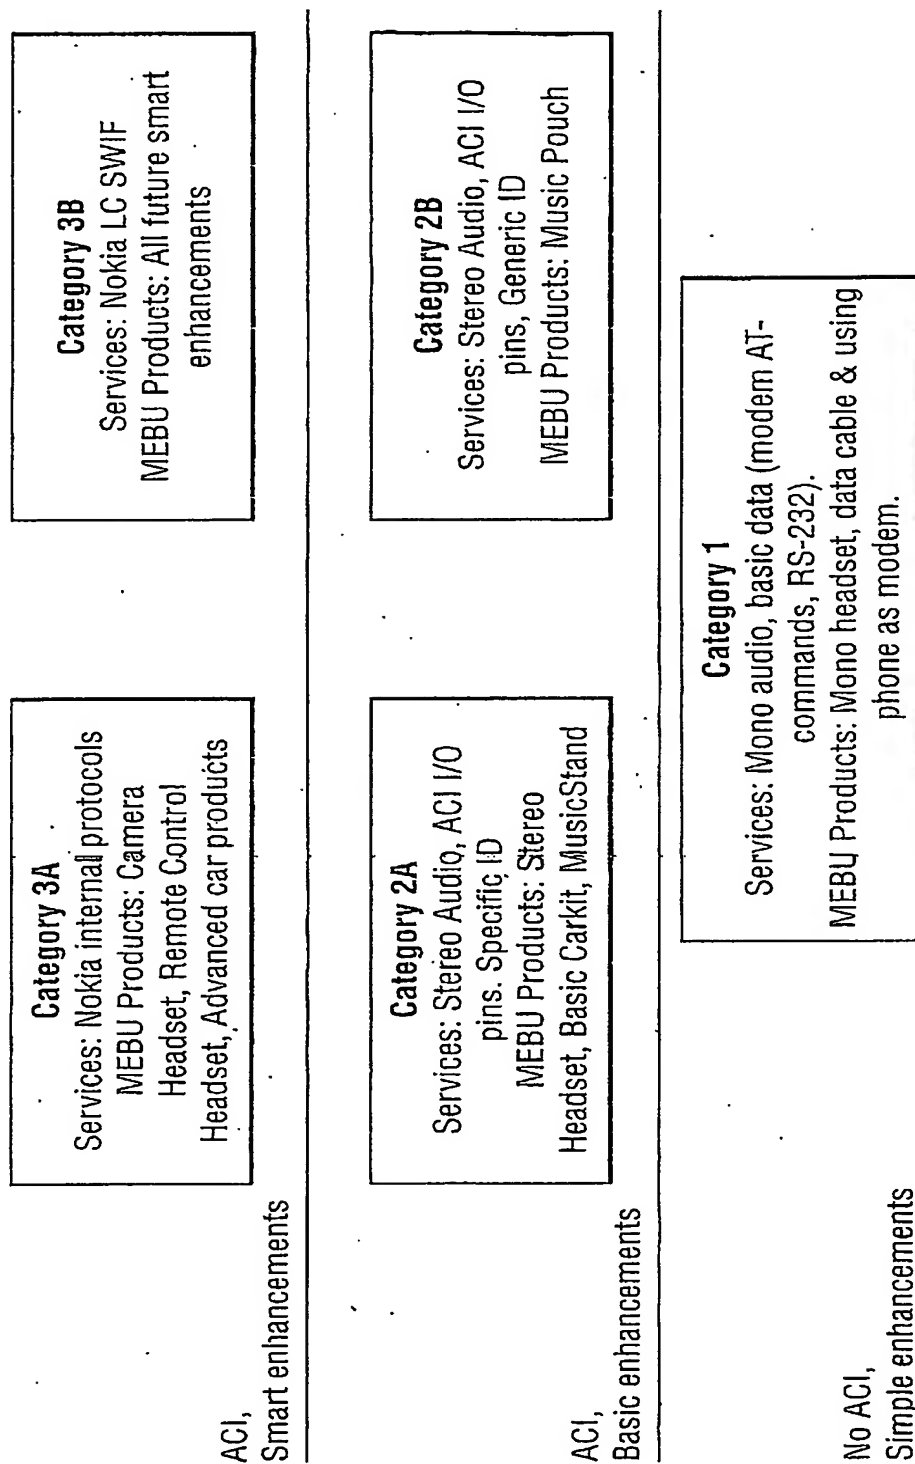 ACI,
Smart enhancements
Category 3A
Services: Nokia internal protocols
MEBU Products: Camera
Headset, Remote Control
Headset, Advanced car products
Category 3B
Services: Nokia LC SWIF
MEBU Products: All future smart
enhancements
ACI,
Basic enhancements
Category 2A
Services: Stereo Audio, ACI I/O
pins. Specific ID
MEBU Products: Stereo
Headset, Basic Carkit, MusicStand
Category 2B
Services: Stereo Audio, ACI I/O
pins, Generic ID
MEBU Products: Music Pouch
No ACI,
Simple enhancements
Category 1
Services: Mono audio, basic data (modem AT-
commands, RS-232).
MEBU Products: Mono headset, data cable & using
phone as modem.